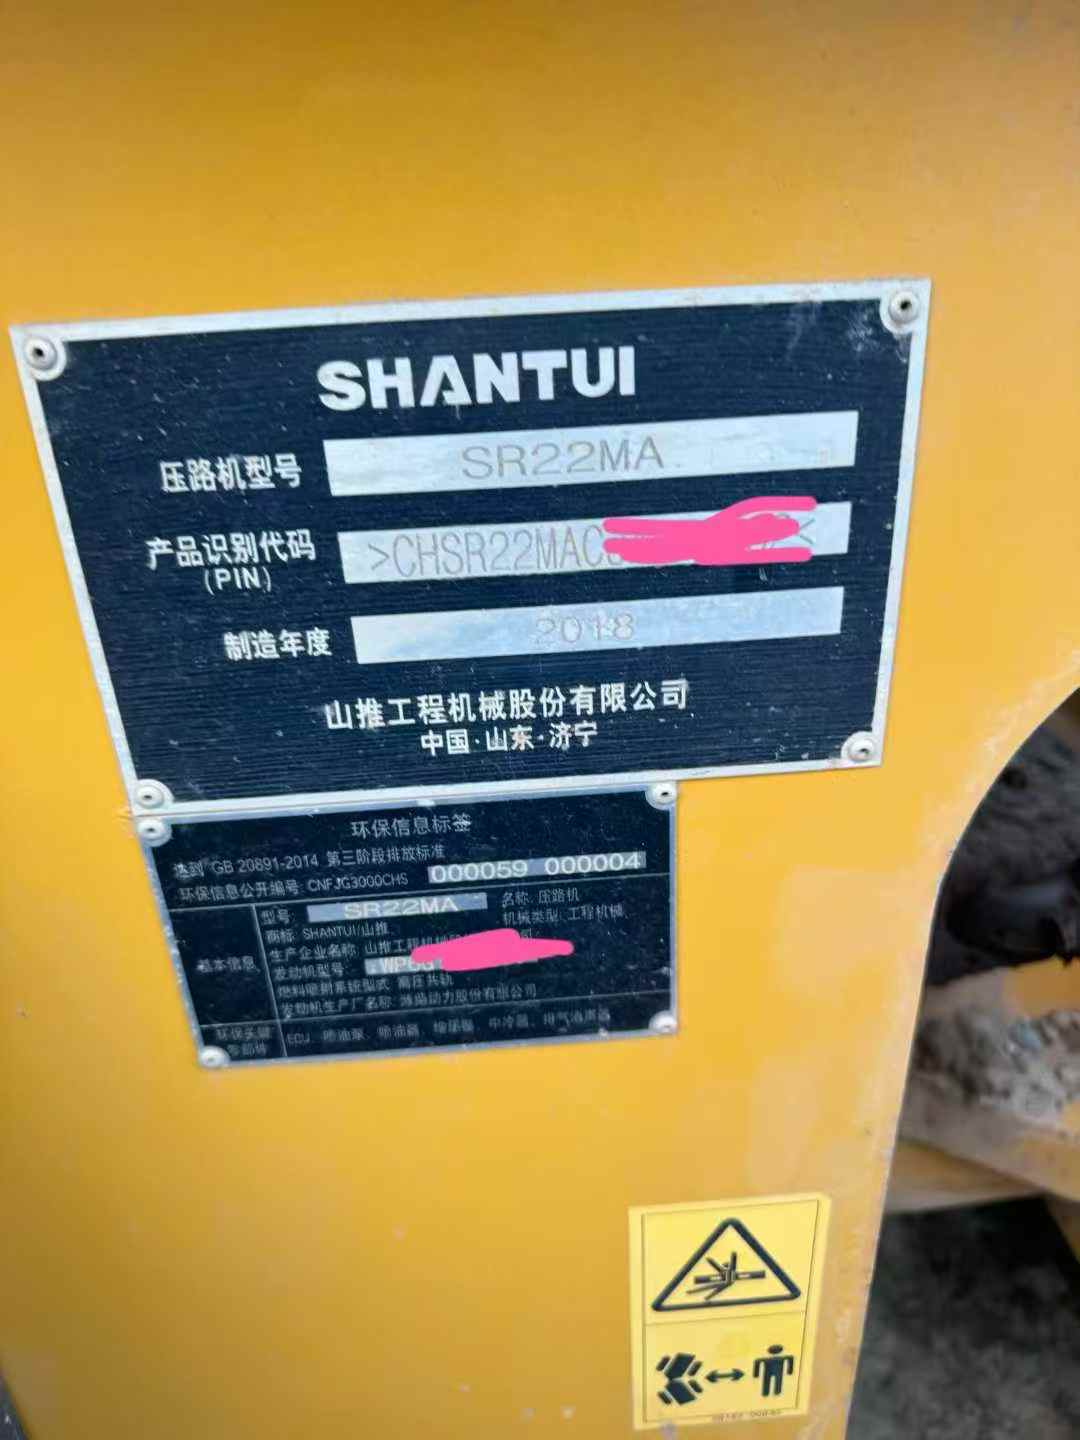 SHANTUI
压路机型号 SR22MA
产品识别代码 >CHSR22MAC
(PIN)
制造年度 2018
山推工程机械股份有限公司
中国·山东·济宁
环保信息标签
达到 GB 20891-2014 第三阶段排放标准
环保信息公开编号: CNFJG3000CHS 000059 000004
基本信息
型号: SR22MA 名称: 压路机
商标: SHANTUI/山推 机械类型: 工程机械
生产企业名称: 山推工程机械
发动机型号: WP6G
燃料喷射系统型式: 高压共轨
发动机生产厂名称: 潍柴动力股份有限公司
环保关键
零部件
ECU、喷油泵、喷油器、增压器、中冷器、排气消声器